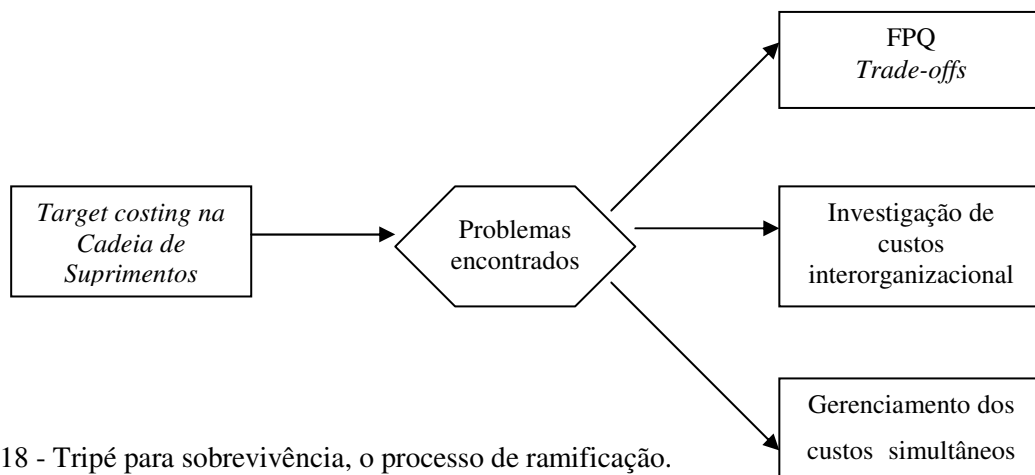 FPQ
Trade-offs
Target costing na
Cadeia de
Suprimentos
Problemas
encontrados
Investigação de
custos
interorganizacional
Gerenciamento dos
custos simultâneos
18 - Tripé para sobrevivência, o processo de ramificação.